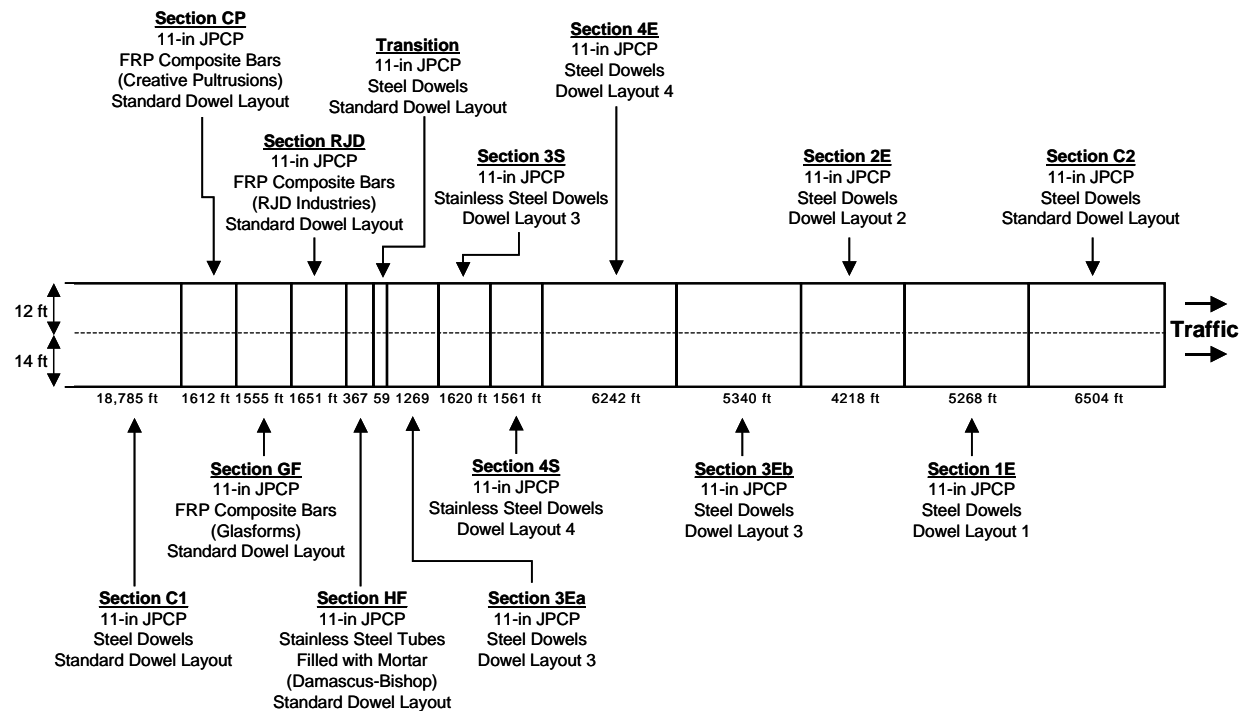 Section CP
11-in JPCP
FRP Composite Bars
(Creative Pultrusions)
Standard Dowel Layout
Transition
11-in JPCP
Steel Dowels
Standard Dowel Layout
Section 4E
11-in JPCP
Steel Dowels
Dowel Layout 4
Section RJD
11-in JPCP
FRP Composite Bars
(RJD Industries)
Standard Dowel Layout
Section 3S
11-in JPCP
Stainless Steel Dowels
Dowel Layout 3
Section 2E
11-in JPCP
Steel Dowels
Dowel Layout 2
Section C2
11-in JPCP
Steel Dowels
Standard Dowel Layout
12 ft
14 ft
Traffic
18,785 ft 1612 ft 1555 ft 1651 ft 367 59 1269 1620 ft 1561 ft 6242 ft 5340 ft 4218 ft 5268 ft 6504 ft
Section GF
11-in JPCP
FRP Composite Bars
(Glasforms)
Standard Dowel Layout
Section 4S
11-in JPCP
Stainless Steel Dowels
Dowel Layout 4
Section 3Eb
11-in JPCP
Steel Dowels
Dowel Layout 3
Section 1E
11-in JPCP
Steel Dowels
Dowel Layout 1
Section C1
11-in JPCP
Steel Dowels
Standard Dowel Layout
Section HF
11-in JPCP
Stainless Steel Tubes
Filled with Mortar
(Damascus-Bishop)
Standard Dowel Layout
Section 3Ea
11-in JPCP
Steel Dowels
Dowel Layout 3